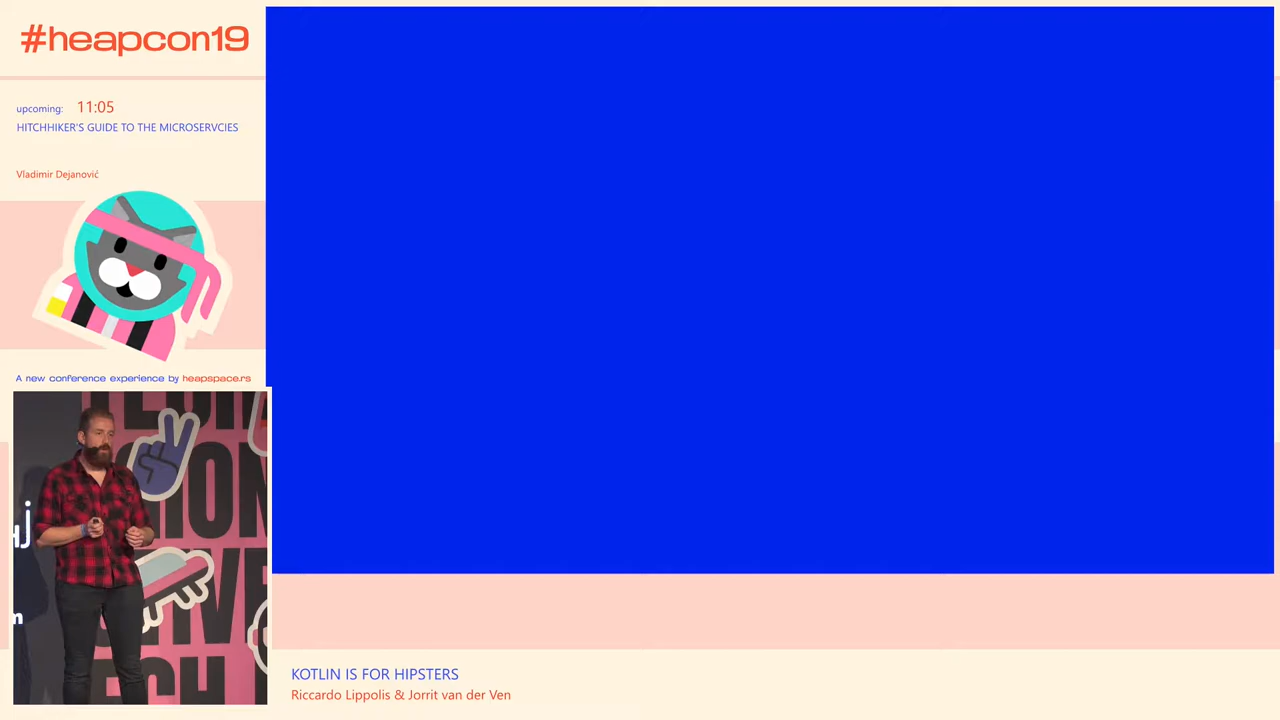 #heapcon19
upcoming: 11:05
HITCHHIKER'S GUIDE TO THE MICROSERVCIES
Vladimir Dejanović
A new conference experience by heapspace.rs
KOTLIN IS FOR HIPSTERS
Riccardo Lippolis & Jorrit van der Ven